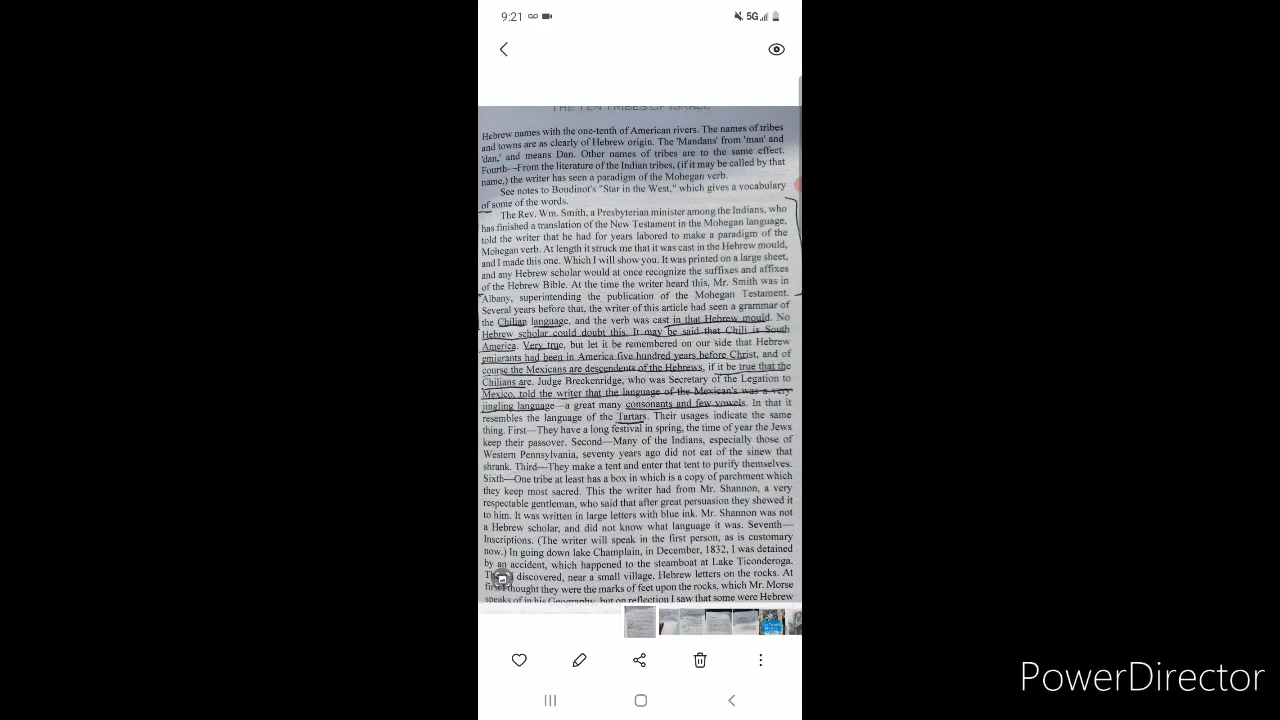 9:21
5G
THE TEN TRIBES OF ISRAEL
Hebrew names with the one-tenth of American rivers. The names of tribes
and towns are as clearly of Hebrew origin. The 'Mandans' from 'man' and
'dan,' and means Dan. Other names of tribes are to the same effect.
Fourth—From the literature of the Indian tribes, (if it may be called by that
name,) the writer has seen a paradigm of the Mohegan verb.
See notes to Boudinot's "Star in the West," which gives a vocabulary
of some of the words.
The Rev. Wm. Smith, a Presbyterian minister among the Indians, who
has finished a translation of the New Testament in the Mohegan language,
told the writer that he had for years labored to make a paradigm of the
Mohegan verb. At length it struck me that it was cast in the Hebrew mould,
and I made this one. Which I will show you. It was printed on a large sheet,
and any Hebrew scholar would at once recognize the suffixes and affixes
of the Hebrew Bible. At the time the writer heard this, Mr. Smith was in
Albany, superintending the publication of the Mohegan Testament.
Several years before that, the writer of this article had seen a grammar of
the Chilian language, and the verb was cast in that Hebrew mould. No
Hebrew scholar could doubt this. It may be said that Chili is South
America. Very true, but let it be remembered on our side that Hebrew
emigrants had been in America five hundred years before Christ, and of
course the Mexicans are descendents of the Hebrews, if it be true that the
Chilians are. Judge Breckenridge, who was Secretary of the Legation to
Mexico, told the writer that the language of the Mexican's was a very
jingling language—a great many consonants and few vowels. In that it
resembles the language of the Tartars. Their usages indicate the same
thing. First—They have a long festival in spring, the time of year the Jews
keep their passover. Second—Many of the Indians, especially those of
Western Pennsylvania, seventy years ago did not eat of the sinew that
shrank. Third—They make a tent and enter that tent to purify themselves.
Sixth—One tribe at least has a box in which is a copy of parchment which
they keep most sacred. This the writer had from Mr. Shannon, a very
respectable gentleman, who said that after great persuasion they shewed it
to him. It was written in large letters with blue ink. Mr. Shannon was not
a Hebrew scholar, and did not know what language it was. Seventh—
Inscriptions. (The writer will speak in the first person, as is customary
now.) In going down lake Champlain, in December, 1832, I was detained
by an accident, which happened to the steamboat at Lake Ticonderoga.
discovered, near a small village, Hebrew letters on the rocks. At
first I thought they were the marks of feet upon the rocks, which Mr. Morse
speaks of in his Geography, but on reflection I saw that some were Hebrew
PowerDirector